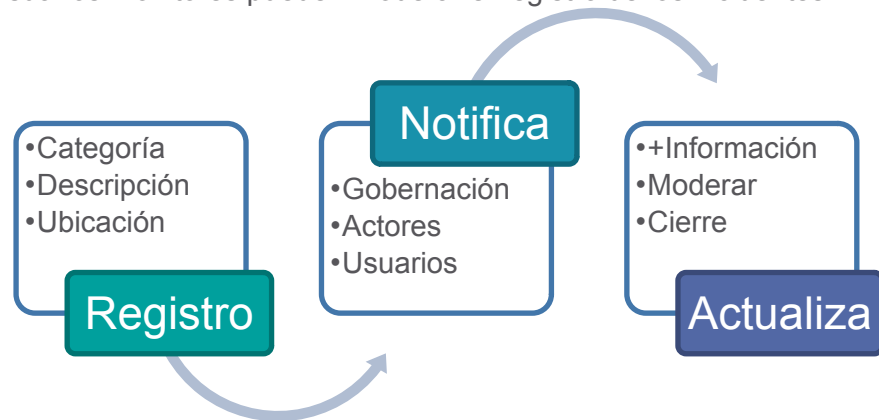 •Categoría
•Descripción
•Ubicación
Registro
Notifica
•Gobernación
•Actores
•Usuarios
•+Información
•Moderar
•Cierre
Actualiza